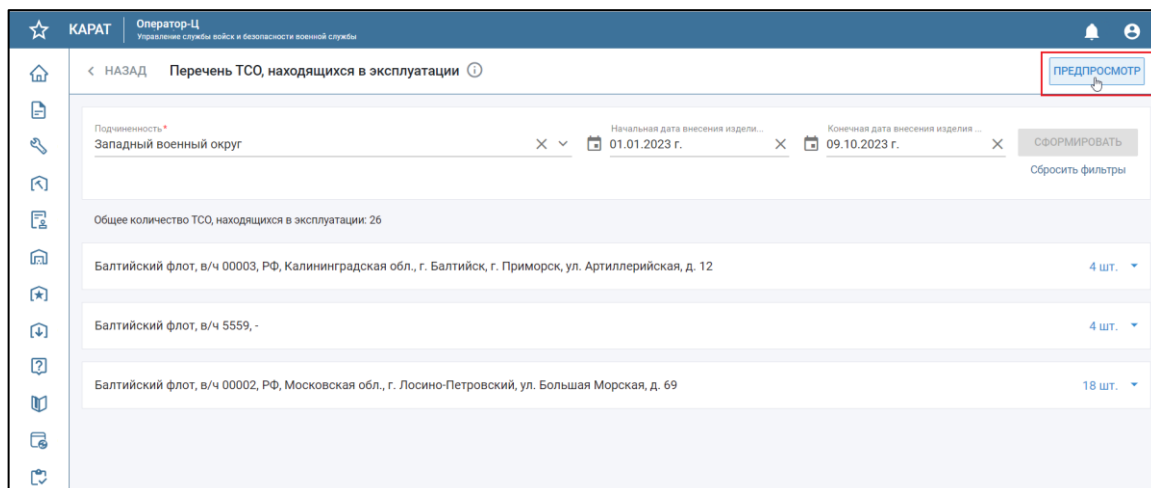 КАРАТ
Оператор-Ц
Управление службы войск и безопасности военной службы
НАЗАД Перечень ТСО, находящихся в эксплуатации
ПРЕДПРОСМОТР
Подчиненность*
Западный военный округ
Начальная дата внесения издели...
01.01.2023 г.
Конечная дата внесения изделия ...
09.10.2023 г.
СФОРМИРОВАТЬ
Сбросить фильтры
Общее количество ТСО, находящихся в эксплуатации: 26
Балтийский флот, в/ч 00003, РФ, Калининградская обл., г. Балтийск, г. Приморск, ул. Артиллерийская, д. 12 4 шт.
Балтийский флот, в/ч 5559, - 4 шт.
Балтийский флот, в/ч 00002, РФ, Московская обл., г. Лосино-Петровский, ул. Большая Морская, д. 69 18 шт.